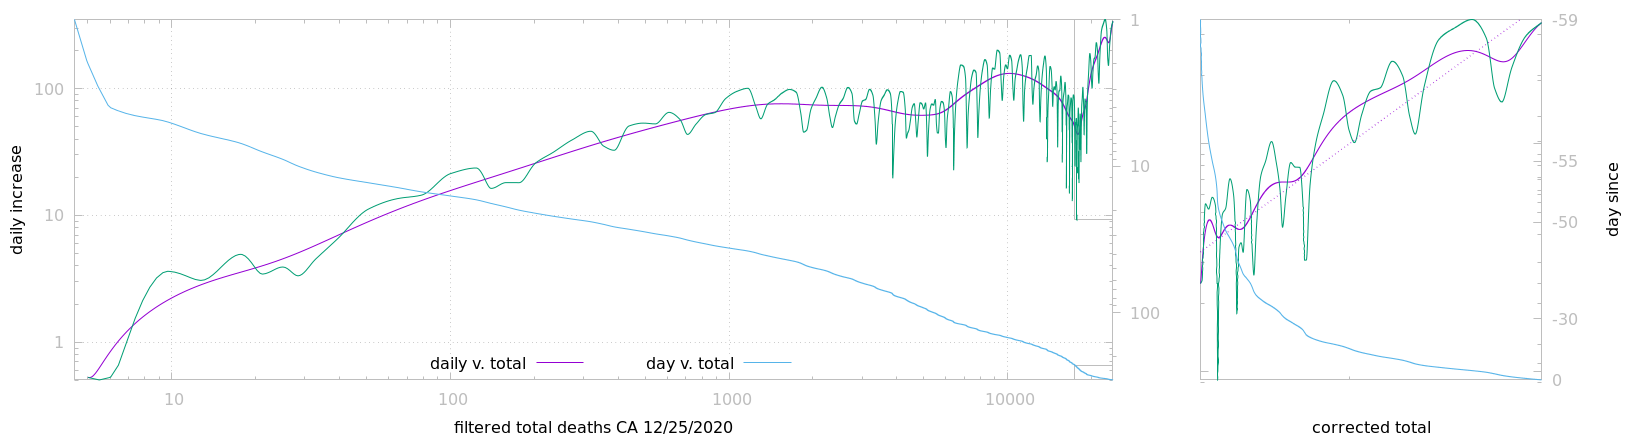 daily increase
100
10
1
10
100
1000
10000
1
10
100
daily v. total
day v. total
filtered total deaths CA 12/25/2020
-59
-55
-50
-30
0
day since
corrected total